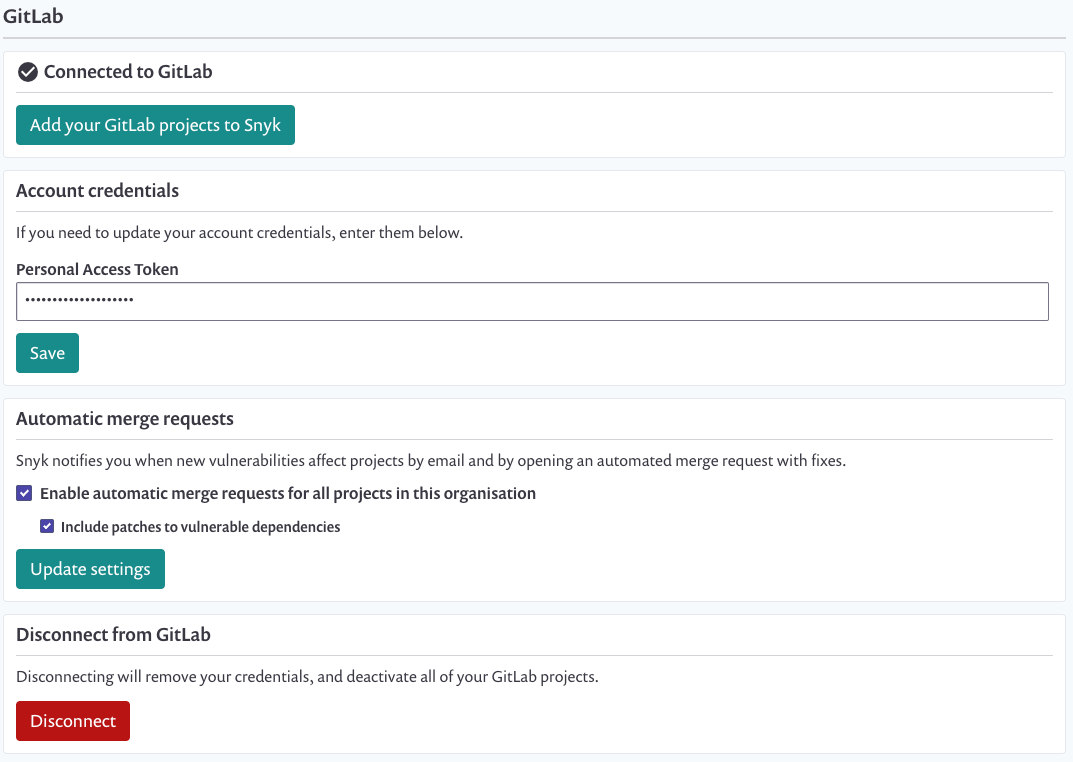 GitLab
Connected to GitLab
Add your GitLab projects to Snyk
Account credentials
If you need to update your account credentials, enter them below.
Personal Access Token
••••••••••••••••••••
Save
Automatic merge requests
Snyk notifies you when new vulnerabilities affect projects by email and by opening an automated merge request with fixes.
Enable automatic merge requests for all projects in this organisation
Include patches to vulnerable dependencies
Update settings
Disconnect from GitLab
Disconnecting will remove your credentials, and deactivate all of your GitLab projects.
Disconnect